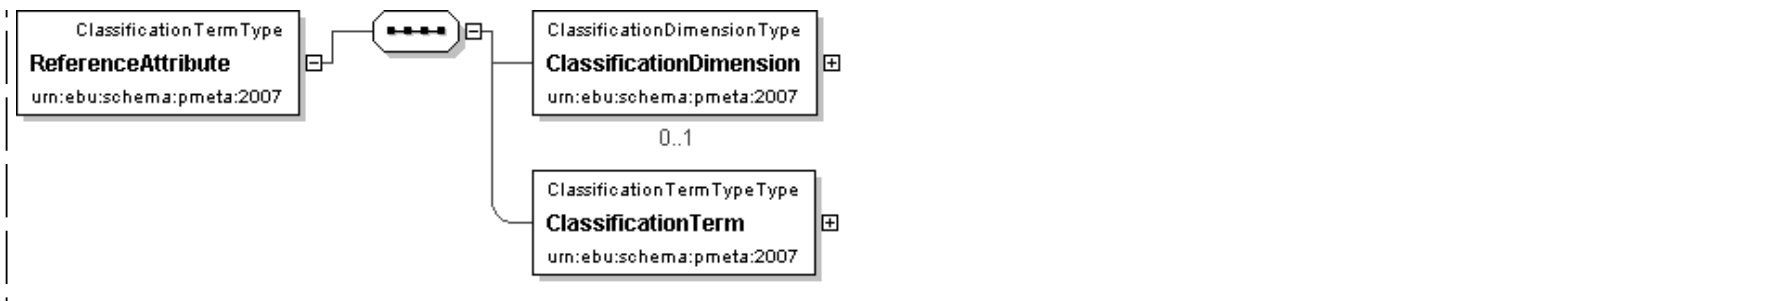 ClassificationTermType
ReferenceAttribute
urn:ebu:schema:pmeta:2007
ClassificationDimensionType
ClassificationDimension
urn:ebu:schema:pmeta:2007
0..1
ClassificationTermTypeType
ClassificationTerm
urn:ebu:schema:pmeta:2007